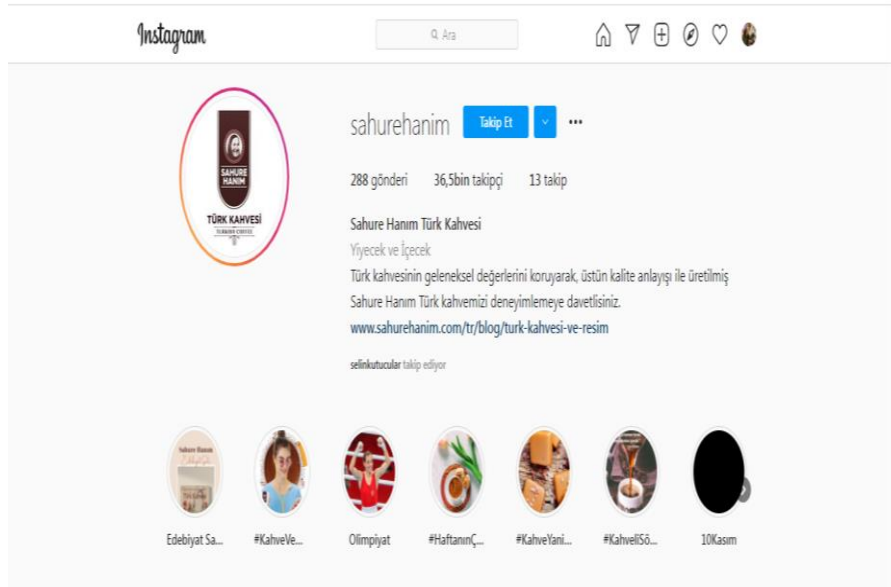 Instagram
Ara
sahurehanim Takip Et
288 gönderi 36,5bin takipçi 13 takip
SAHURE
HANIM
TÜRK KAHVESİ
TURKISH COFFEE
Sahure Hanım Türk Kahvesi
Yiyecek ve İçecek
Türk kahvesinin geleneksel değerlerini koruyarak, üstün kalite anlayışı ile üretilmiş
Sahure Hanım Türk kahvemizi deneyimlemeye davetlisiniz.
www.sahurehanim.com/tr/blog/turk-kahvesi-ve-resim
selinkutucular takip ediyor
Sahure Hanım
Edebiyat Sa... #KahveVe... Olimpiyat #HaftanınÇ... #KahveYani... #KahveliSö... 10Kasım